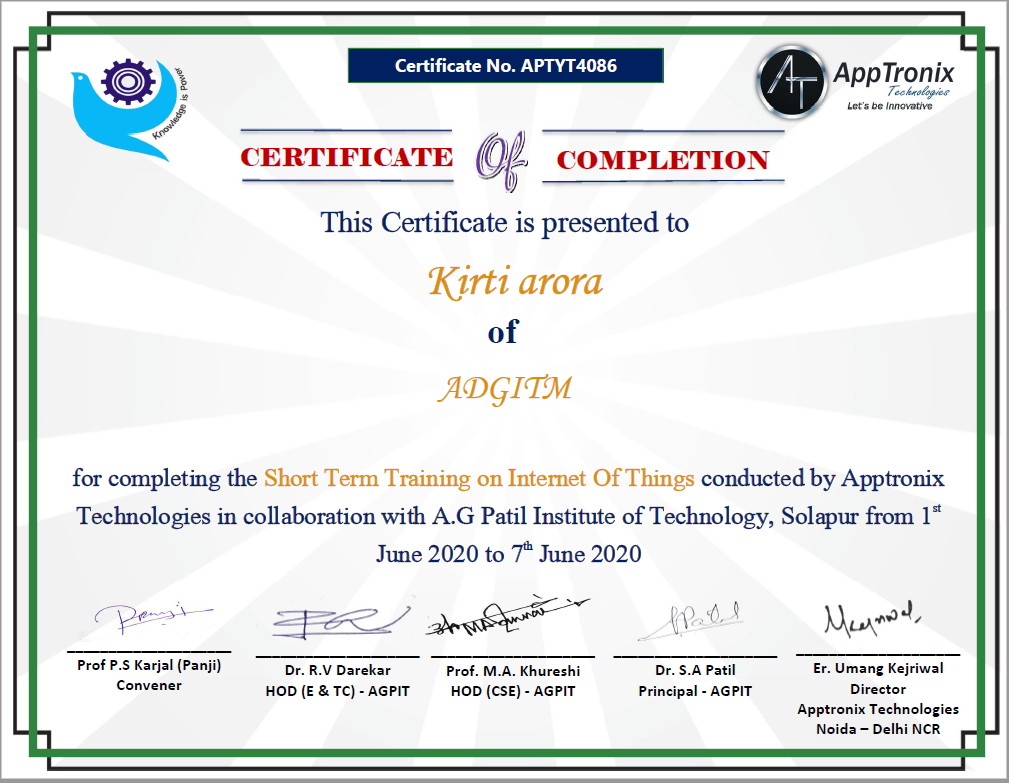 Certificate No. APTYT4086
Knowledge is Power
AT
AppTronix
Technologies
Let's be Innovative
CERTIFICATE Of COMPLETION
This Certificate is presented to
Kirti arora
of
ADGITM
for completing the Short Term Training on Internet Of Things conducted by Apptronix
Technologies in collaboration with A.G Patil Institute of Technology, Solapur from 1st
June 2020 to 7th June 2020
Prof P.S Karjal (Panji)
Convener
Dr. R.V Darekar
HOD (E & TC) - AGPIT
Prof. M.A. Khureshi
HOD (CSE) - AGPIT
Dr. S.A Patil
Principal - AGPIT
Er. Umang Kejriwal
Director
Apptronix Technologies
Noida – Delhi NCR